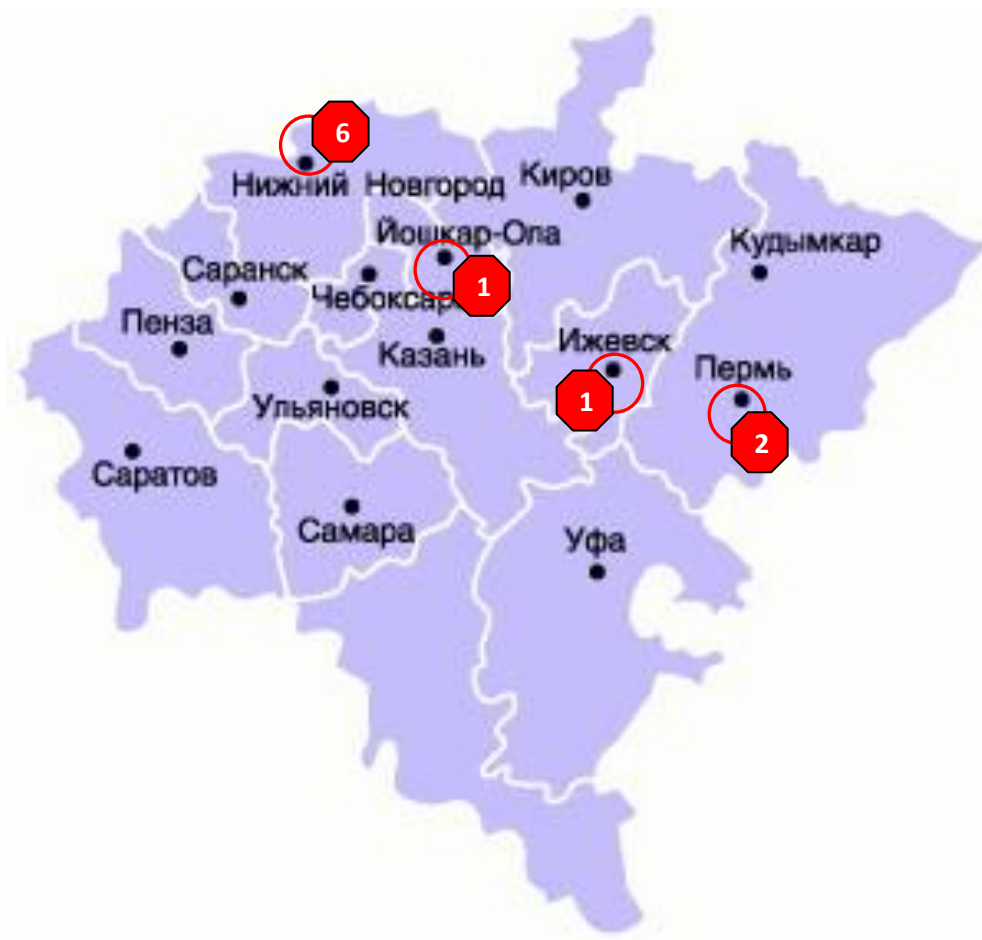 6
Нижний Новгород
Киров
Йошкар-Ола
Кудымкар
Саранск
1
Пенза
Ижевск
Казань
Пермь
1
Ульяновск
2
Саратов
Самара
Уфа